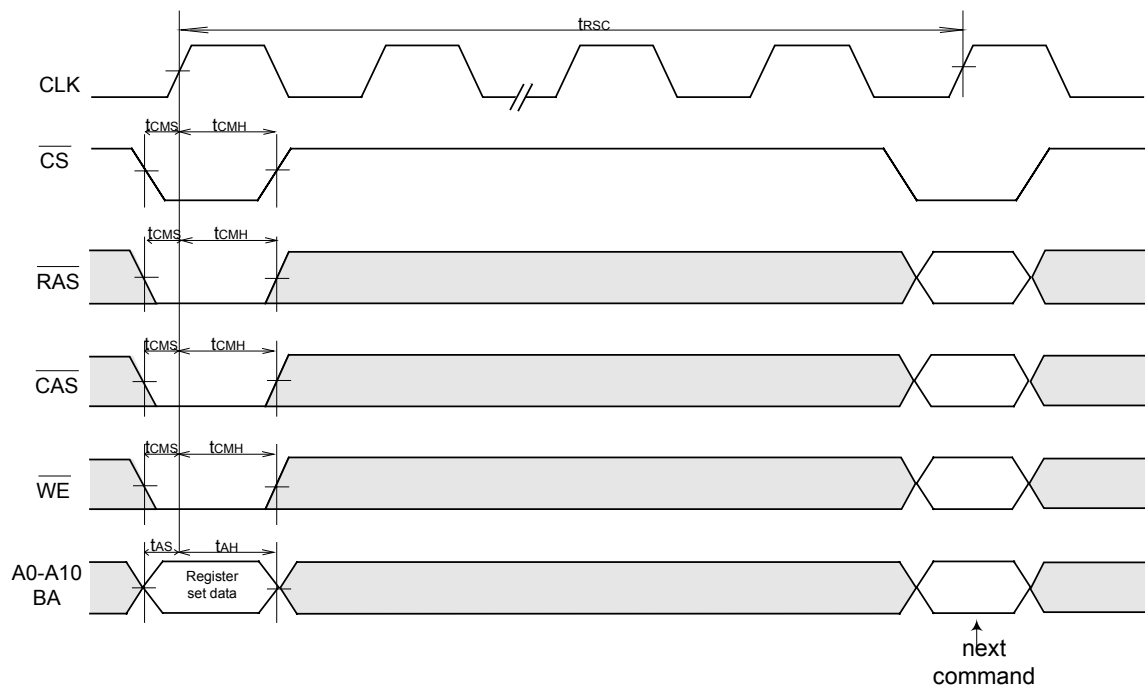 tRSC
CLK
tCMS tCMH
CS
tCMS tCMH
RAS
tCMS tCMH
CAS
tCMS tCMH
WE
tAS tAH
A0-A10
BA
Register
set data
next
command